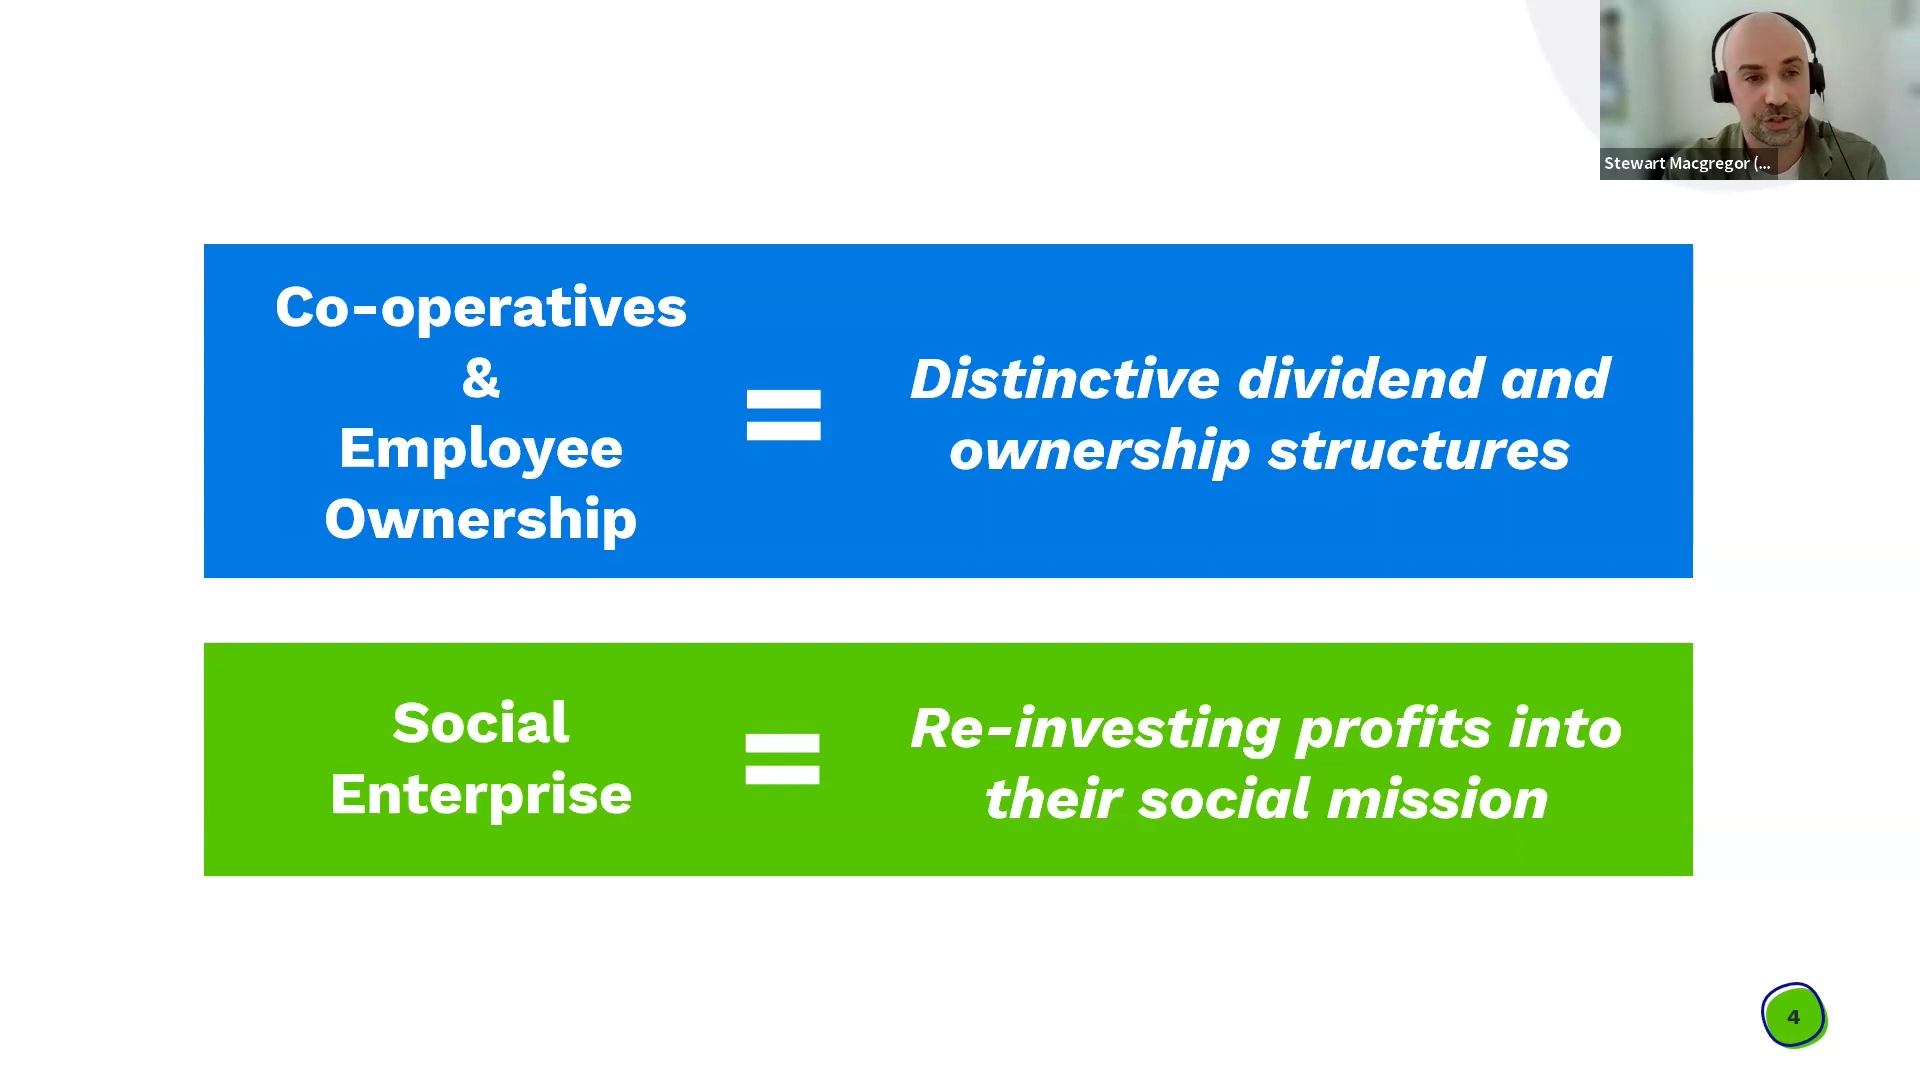 Stewart Macgregor (...
Co-operatives
&
Employee
Ownership
=
Distinctive dividend and
ownership structures
Social
Enterprise
=
Re-investing profits into
their social mission
4